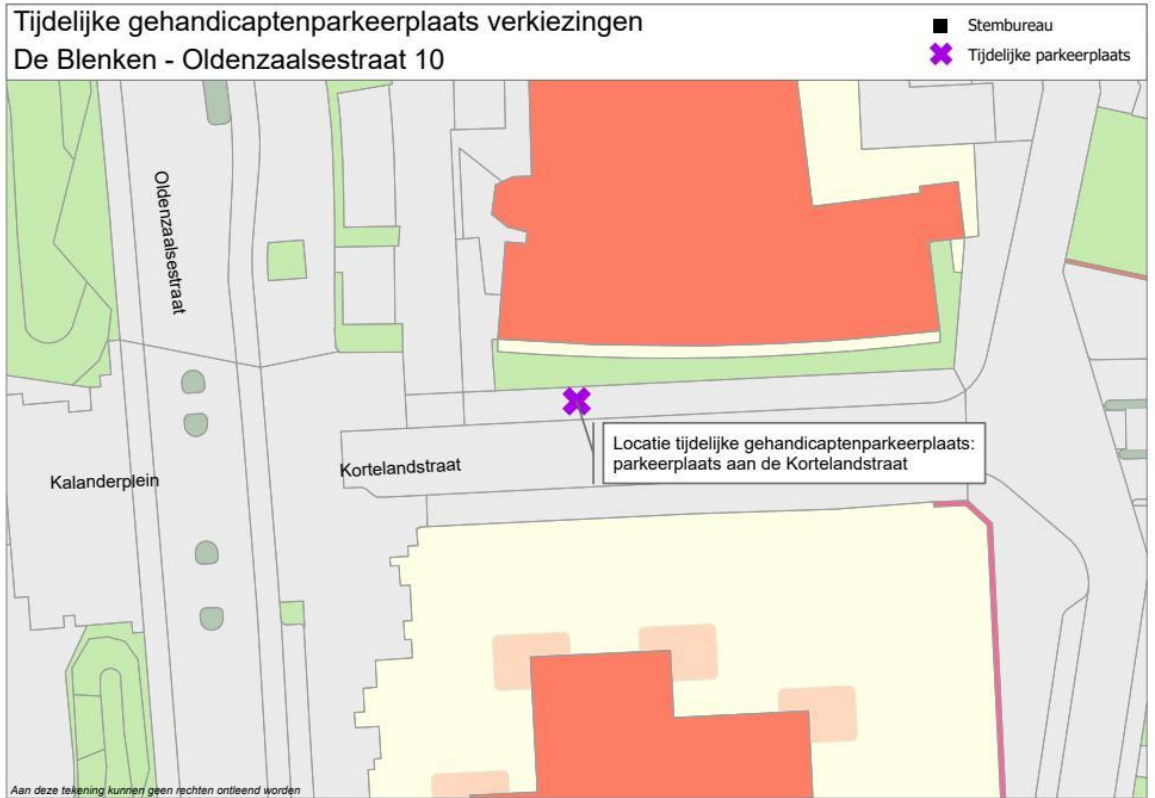 Tijdelijke gehandicaptenparkeerplaats verkiezingen
De Blenken - Oldenzaalsestraat 10
Stembureau
Tijdelijke parkeerplaats
Oldenzaalsestraat
Locatie tijdelijke gehandicaptenparkeerplaats:
parkeerplaats aan de Kortelandstraat
Kortelandstraat
Kalanderplein
Aan deze tekening kunnen geen rechten ontleend worden